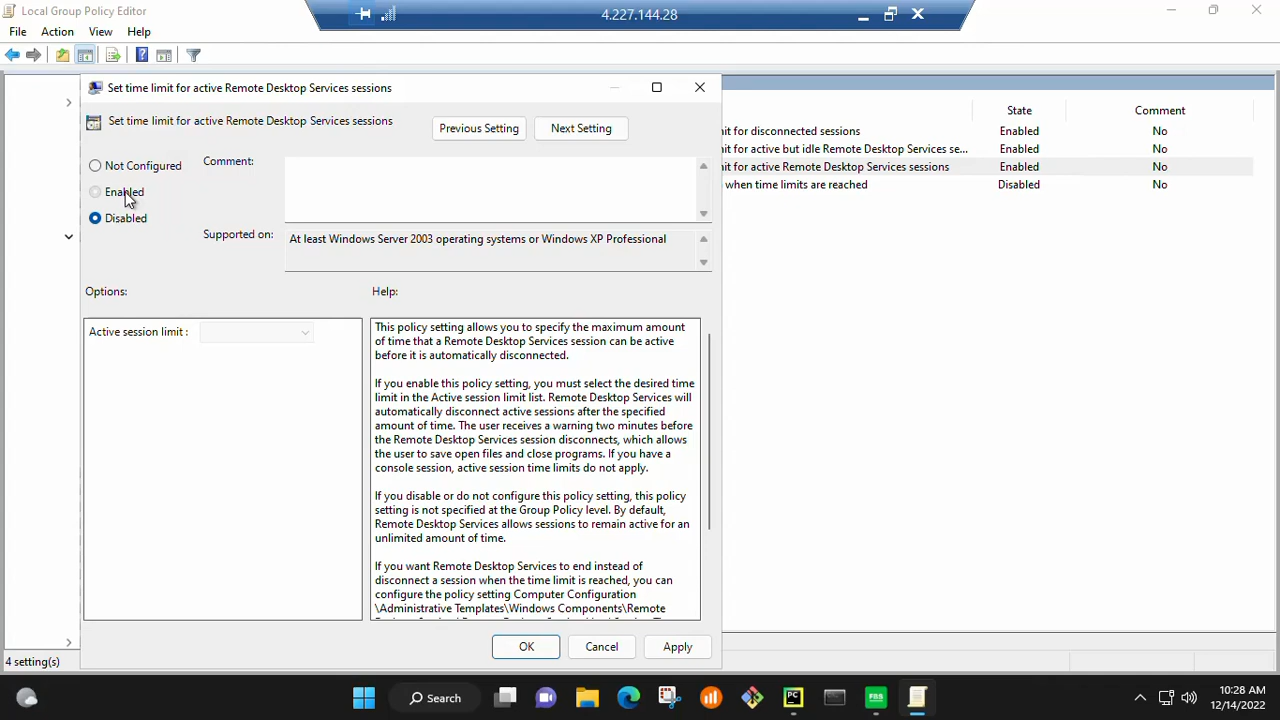 Local Group Policy Editor
4.227.144.28
File Action View Help
Set time limit for active Remote Desktop Services sessions
Set time limit for active Remote Desktop Services sessions
Previous Setting
Next Setting
Not Configured
Enabled
Disabled
Comment:
Supported on:
At least Windows Server 2003 operating systems or Windows XP Professional
Options:
Help:
Active session limit :
This policy setting allows you to specify the maximum amount
of time that a Remote Desktop Services session can be active
before it is automatically disconnected.
If you enable this policy setting, you must select the desired time
limit in the Active session limit list. Remote Desktop Services will
automatically disconnect active sessions after the specified
amount of time. The user receives a warning two minutes before
the Remote Desktop Services session disconnects, which allows
the user to save open files and close programs. If you have a
console session, active session time limits do not apply.
If you disable or do not configure this policy setting, this policy
setting is not specified at the Group Policy level. By default,
Remote Desktop Services allows sessions to remain active for an
unlimited amount of time.
If you want Remote Desktop Services to end instead of
disconnect a session when the time limit is reached, you can
configure the policy setting Computer Configuration
\Administrative Templates\Windows Components\Remote
OK
Cancel
Apply
State
Comment
it for disconnected sessions Enabled No
it for active but idle Remote Desktop Services se... Enabled No
it for active Remote Desktop Services sessions Enabled No
when time limits are reached Disabled No
4 setting(s)
Search
PC
FBS
10:28 AM
12/14/2022